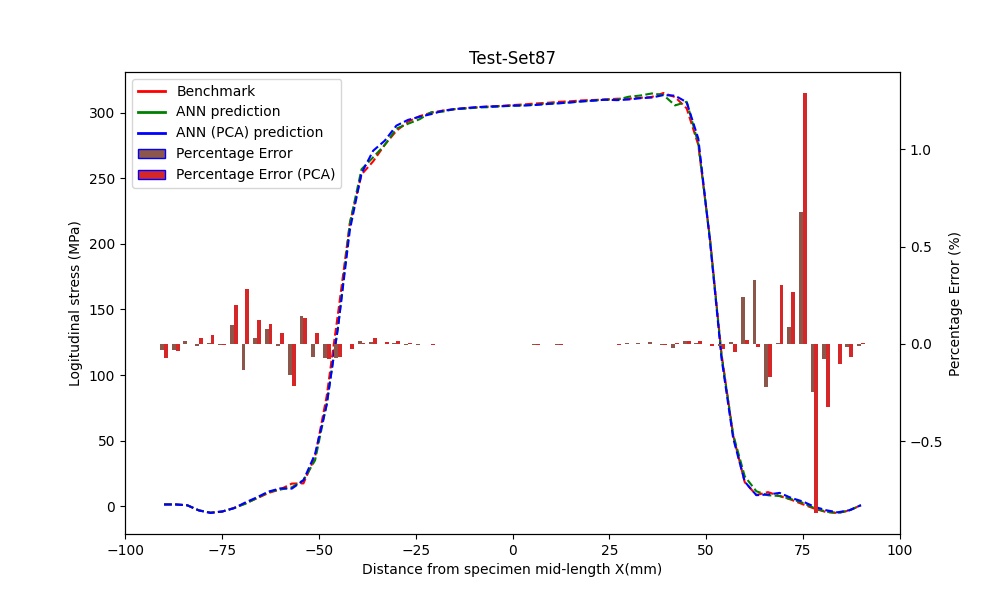 Test-Set87
Benchmark
ANN prediction
ANN (PCA) prediction
Percentage Error
Percentage Error (PCA)
Logitudinal stress (MPa)
300
250
200
150
100
50
0
Percentage Error (%)
1.0
0.5
0.0
−0.5
−100
−75
−50
−25
0
25
50
75
100
Distance from specimen mid-length X(mm)